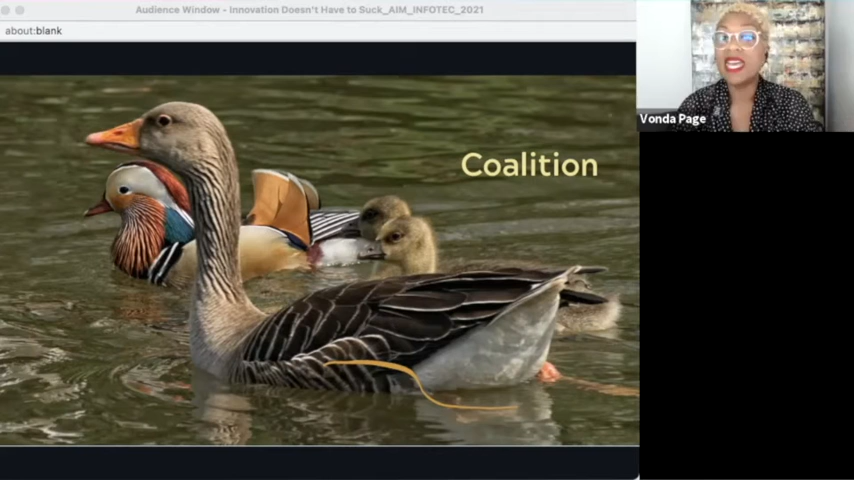 Audience Window - Innovation Doesn't Have to Suck_AIM_INFOTEC_2021
about:blank
Vonda Page
Coalition